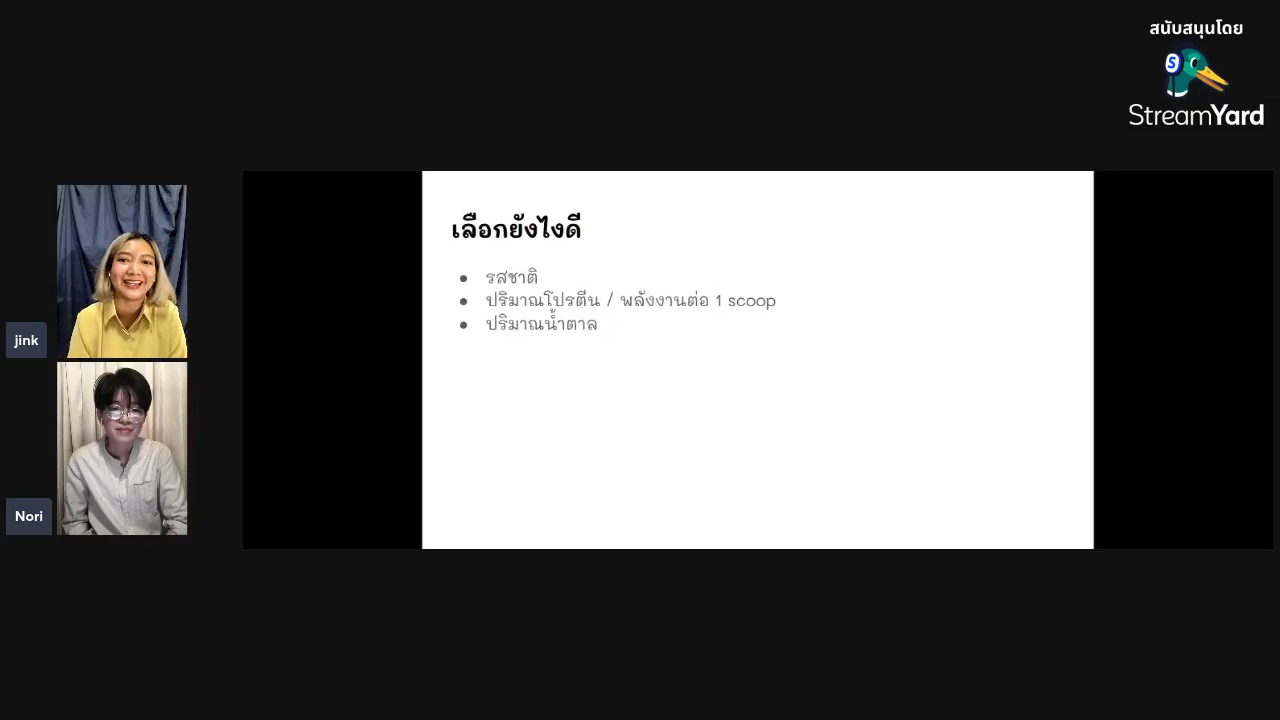 สนับสนุนโดย
S
StreamYard
เลือกยังไงดี
● รสชาติ
● ปริมาณโปรตีน / พลังงานต่อ 1 scoop
● ปริมาณน้ำตาล
jink
Nori